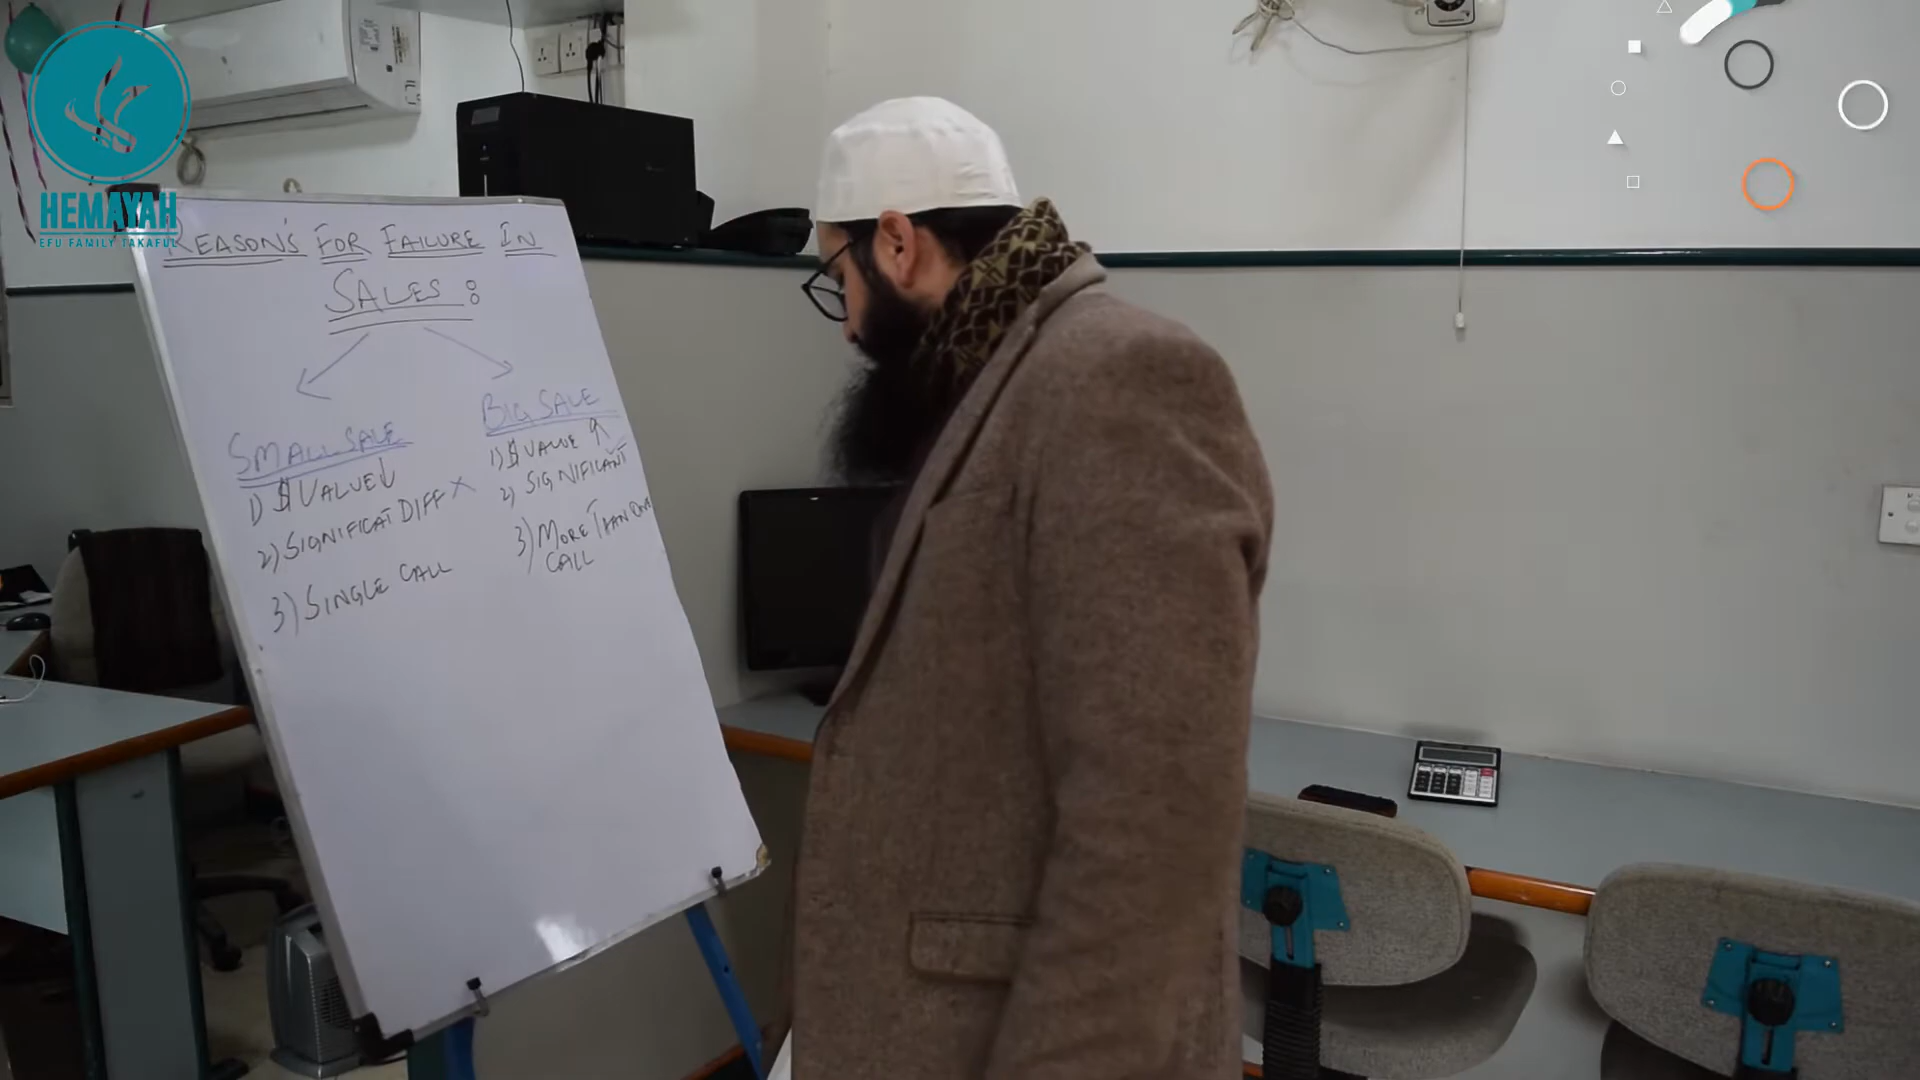 HEMAYAH
EFU FAMILY TAKAFUL
REASON'S FOR FAILURE IN
SALES :
SMALL SALE
1) $ VALUE ↓
2) SIGNIFICAT DIFF X
3) SINGLE CALL
BIG SALE
1) $ VALUE ↑
2) SIGNIFICANT
3) MORE THAN ONE
CALL